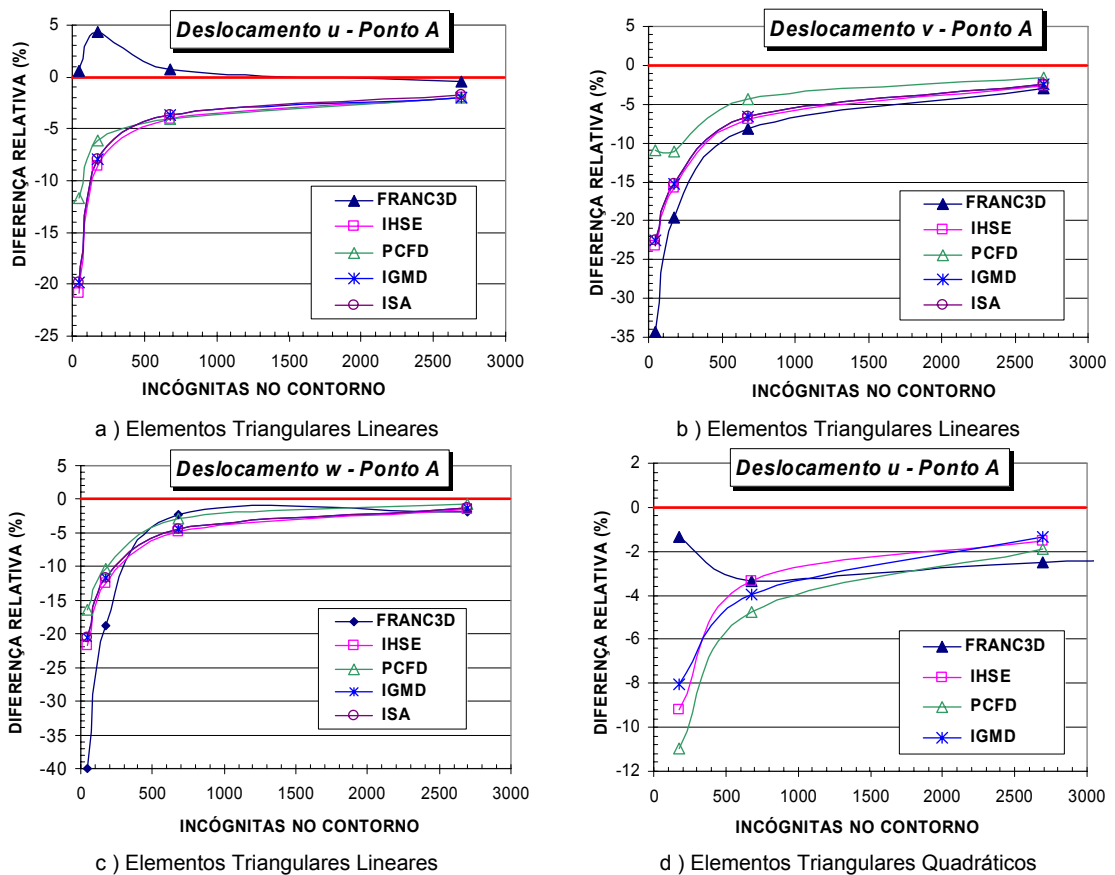 Deslocamento u - Ponto A
DIFERENÇA RELATIVA (%)
5
0
-5
-10
-15
-20
-25
FRANC3D
IHSE
PCFD
IGMD
ISA
0 500 1000 1500 2000 2500 3000
INCÓGNITAS NO CONTORNO
a ) Elementos Triangulares Lineares
Deslocamento v - Ponto A
DIFERENÇA RELATIVA (%)
5
0
-5
-10
-15
-20
-25
-30
-35
FRANC3D
IHSE
PCFD
IGMD
ISA
0 500 1000 1500 2000 2500 3000
INCÓGNITAS NO CONTORNO
b ) Elementos Triangulares Lineares
Deslocamento w - Ponto A
DIFERENÇA RELATIVA (%)
5
0
-5
-10
-15
-20
-25
-30
-35
-40
FRANC3D
IHSE
PCFD
IGMD
ISA
0 500 1000 1500 2000 2500 3000
INCÓGNITAS NO CONTORNO
c ) Elementos Triangulares Lineares
Deslocamento u - Ponto A
DIFERENÇA RELATIVA (%)
2
0
-2
-4
-6
-8
-10
-12
FRANC3D
IHSE
PCFD
IGMD
0 500 1000 1500 2000 2500 3000
INCÓGNITAS NO CONTORNO
d ) Elementos Triangulares Quadráticos